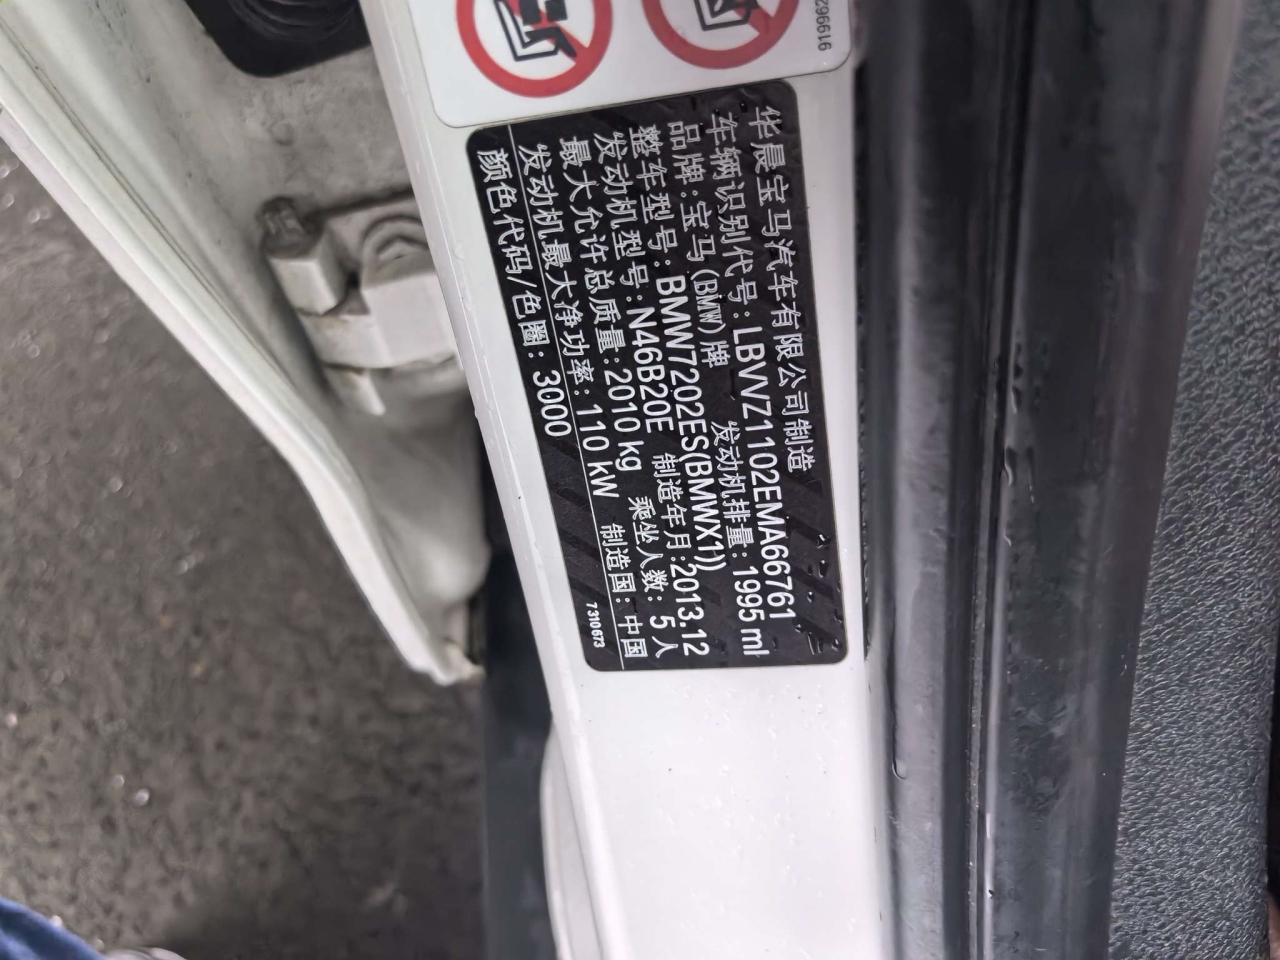 华晨宝马汽车有限公司制造
车辆识别代号:LBVVZ1102EMA66761
品牌:宝马(BMW)牌 发动机排量:1995 ml
整车型号:BMW7202ES(BMWX1))
发动机型号:N46B20E 制造年月:2013.12
最大允许总质量:2010 kg 乘坐人数: 5 人
发动机最大净功率:110 kW 制造国:中国
颜色代码/色圈:3000 7310673